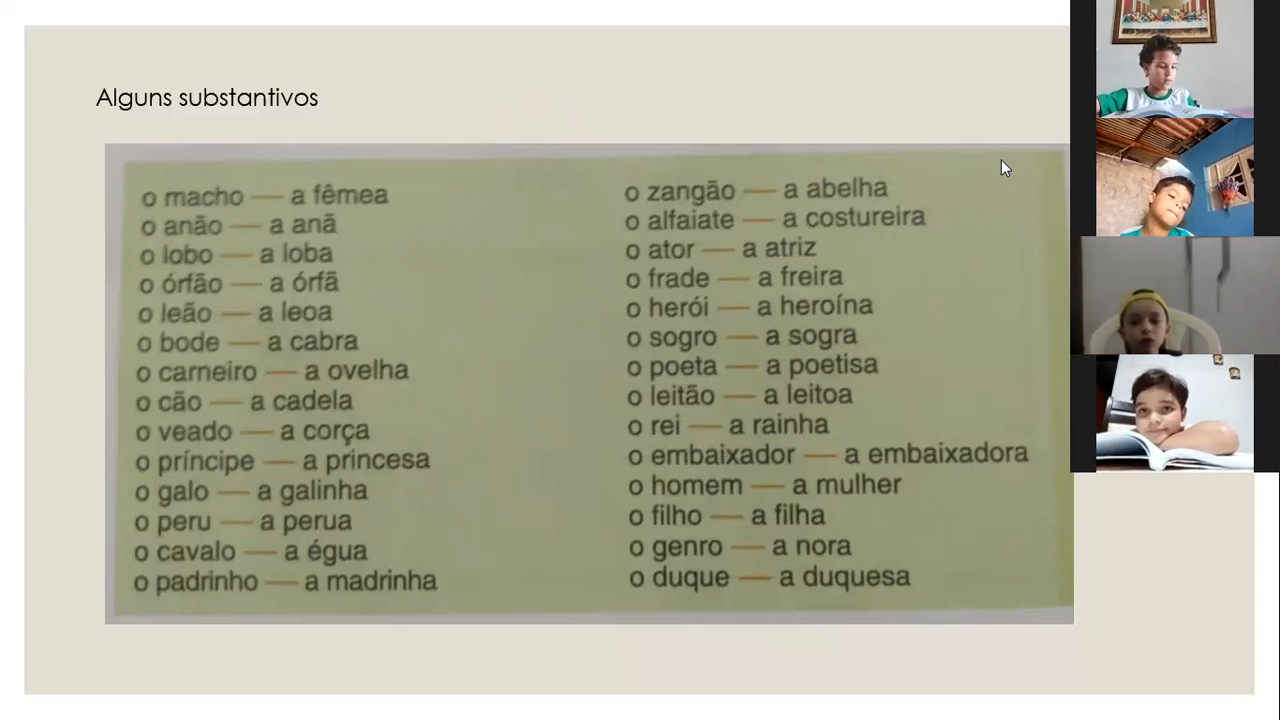 Alguns substantivos
o macho — a fêmea
o anão — a anã
o lobo — a loba
o órfão — a órfã
o leão — a leoa
o bode — a cabra
o carneiro — a ovelha
o cão — a cadela
o veado — a corça
o príncipe — a princesa
o galo — a galinha
o peru — a perua
o cavalo — a égua
o padrinho — a madrinha
o zangão — a abelha
o alfaiate — a costureira
o ator — a atriz
o frade — a freira
o herói — a heroína
o sogro — a sogra
o poeta — a poetisa
o leitão — a leitoa
o rei — a rainha
o embaixador — a embaixadora
o homem — a mulher
o filho — a filha
o genro — a nora
o duque — a duquesa